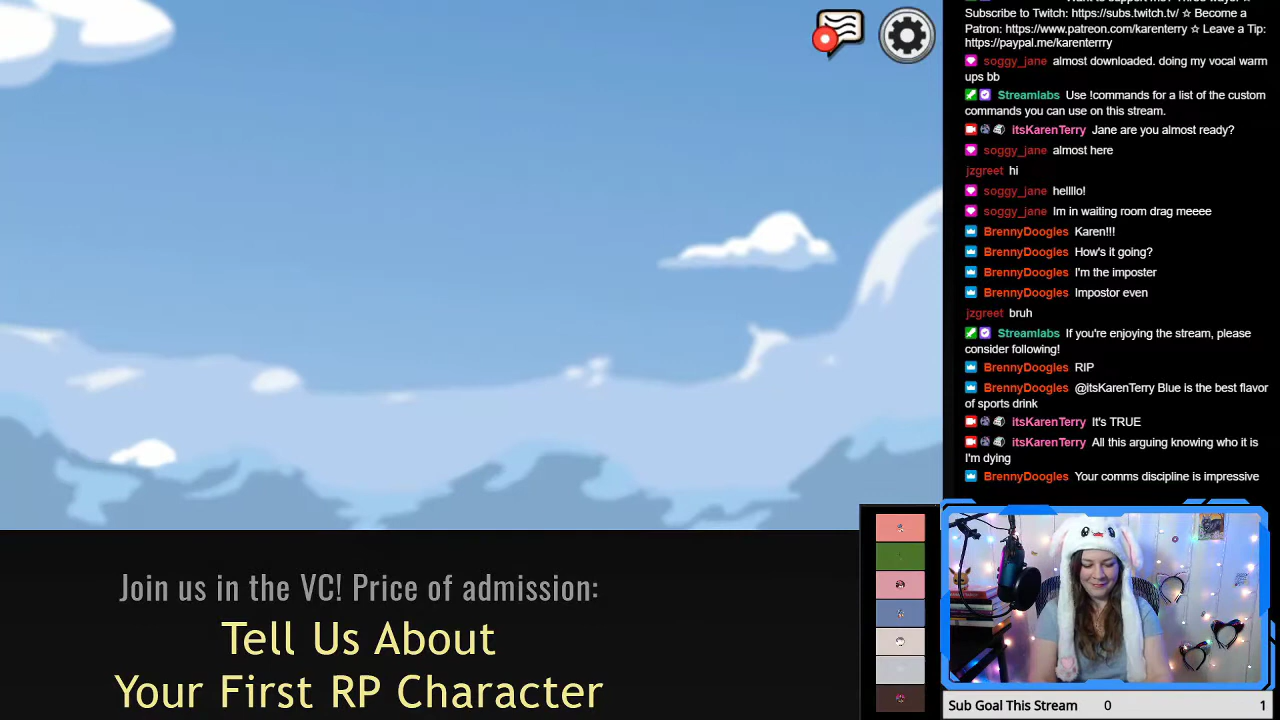 Subscribe to Twitch: https://subs.twitch.tv/ ☆ Become a
Patron: https://www.patreon.com/karenterry ☆ Leave a Tip:
https://paypal.me/karenterrry
soggy_jane almost downloaded. doing my vocal warm
ups bb
Streamlabs Use !commands for a list of the custom
commands you can use on this stream.
itsKarenTerry Jane are you almost ready?
soggy_jane almost here
jzgreet hi
soggy_jane hellllo!
soggy_jane Im in waiting room drag meeee
BrennyDoogles Karen!!!
BrennyDoogles How's it going?
BrennyDoogles I'm the imposter
BrennyDoogles Impostor even
jzgreet bruh
Streamlabs If you're enjoying the stream, please
consider following!
BrennyDoogles RIP
BrennyDoogles @itsKarenTerry Blue is the best flavor
of sports drink
itsKarenTerry It's TRUE
itsKarenTerry All this arguing knowing who it is
I'm dying
BrennyDoogles Your comms discipline is impressive
Join us in the VC! Price of admission:
Tell Us About
Your First RP Character
Sub Goal This Stream 0 1